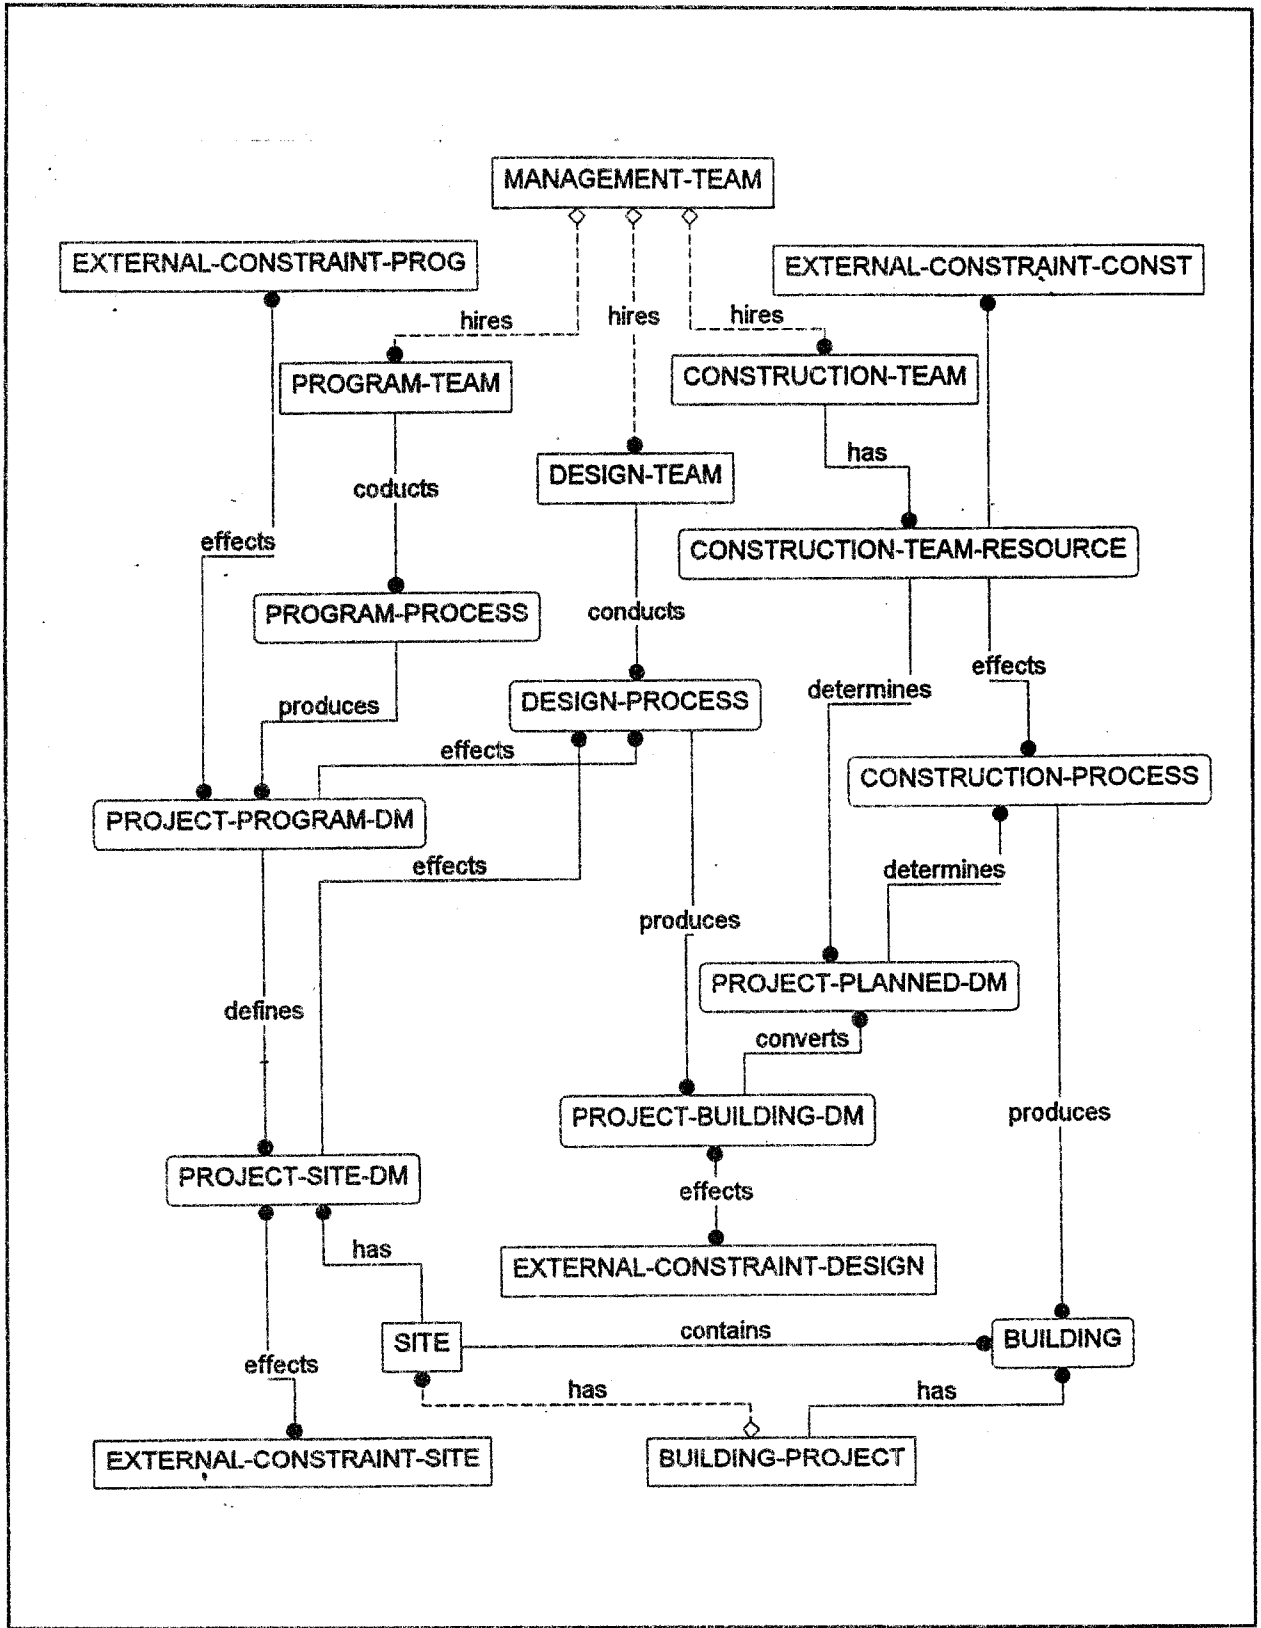 MANAGEMENT-TEAM
EXTERNAL-CONSTRAINT-PROG
EXTERNAL-CONSTRAINT-CONST
hires
hires
hires
PROGRAM-TEAM
CONSTRUCTION-TEAM
has
DESIGN-TEAM
coducts
effects
CONSTRUCTION-TEAM-RESOURCE
PROGRAM-PROCESS
conducts
effects
determines
produces
DESIGN-PROCESS
effects
CONSTRUCTION-PROCESS
PROJECT-PROGRAM-DM
effects
determines
produces
PROJECT-PLANNED-DM
defines
converts
PROJECT-BUILDING-DM
produces
PROJECT-SITE-DM
effects
has
EXTERNAL-CONSTRAINT-DESIGN
contains
SITE
BUILDING
effects
has
has
EXTERNAL-CONSTRAINT-SITE
BUILDING-PROJECT